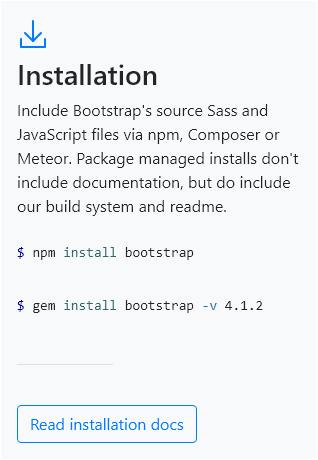 Installation
Include Bootstrap's source Sass and
JavaScript files via npm, Composer or
Meteor. Package managed installs don't
include documentation, but do include
our build system and readme.
$ npm install bootstrap
$ gem install bootstrap -v 4.1.2
Read installation docs